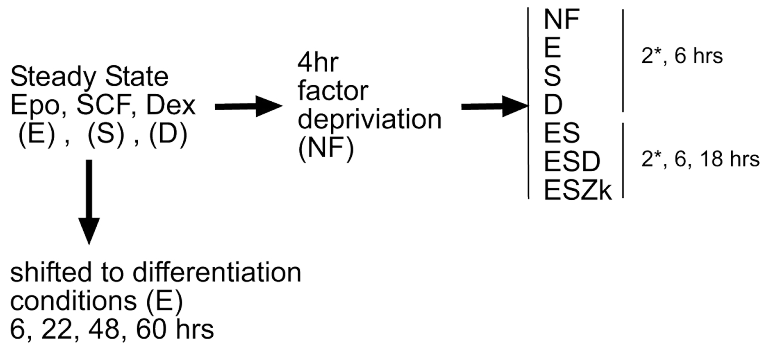 Steady State
Epo, SCF, Dex
(E) , (S) , (D)
4hr
factor
depriviation
(NF)
NF
E
S
D
ES
ESD
ESZk
2*, 6 hrs
2*, 6, 18 hrs
shifted to differentiation
conditions (E)
6, 22, 48, 60 hrs